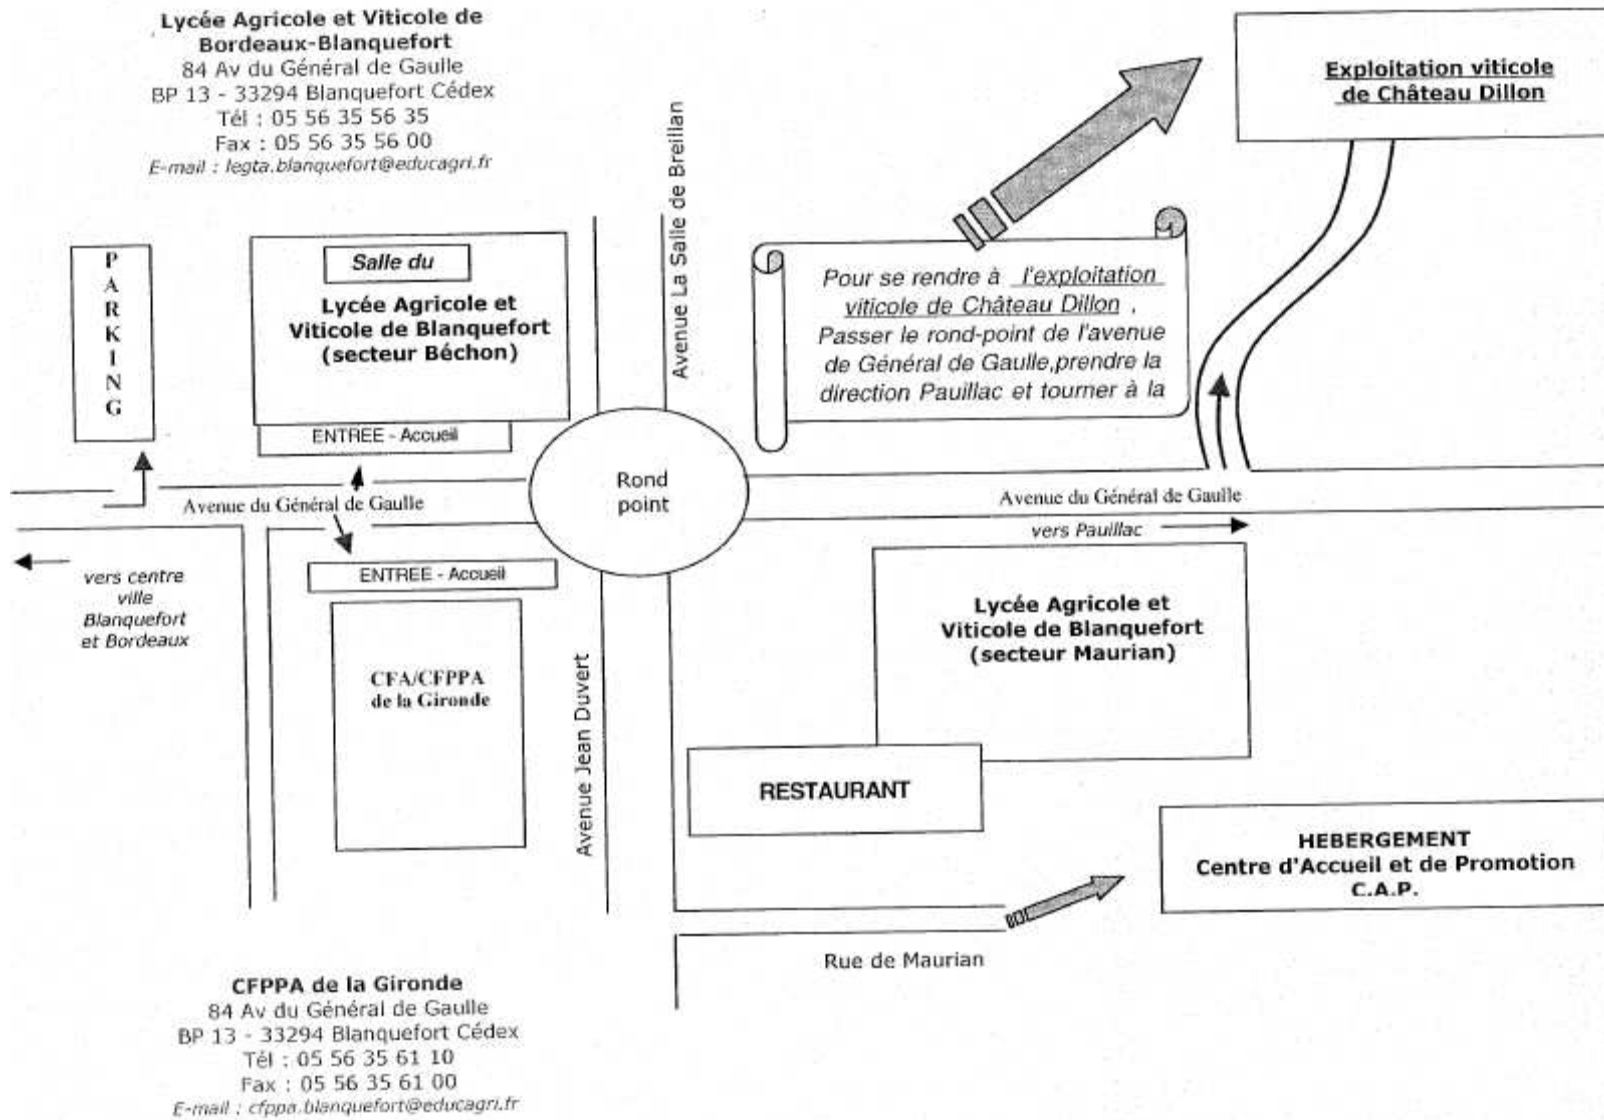 Lycée Agricole et Viticole de
Bordeaux-Blanquefort
84 Av du Général de Gaulle
BP 13 - 33294 Blanquefort Cédex
Tél : 05 56 35 56 35
Fax : 05 56 35 56 00
E-mail : legta.blanquefort@educagri.fr
Exploitation viticole
de Château Dillon
Avenue La Salle de Breillan
PARKING
Salle du
Lycée Agricole et
Viticole de Blanquefort
(secteur Béchon)
ENTREE - Accueil
Pour se rendre à l'exploitation
viticole de Château Dillon ,
Passer le rond-point de l'avenue
de Général de Gaulle,prendre la
direction Pauillac et tourner à la
Rond
point
Avenue du Général de Gaulle
Avenue du Général de Gaulle
vers Pauillac
vers centre
ville
Blanquefort
et Bordeaux
ENTREE - Accueil
CFA/CFPPA
de la Gironde
Avenue Jean Duvert
Lycée Agricole et
Viticole de Blanquefort
(secteur Maurian)
RESTAURANT
HEBERGEMENT
Centre d'Accueil et de Promotion
C.A.P.
Rue de Maurian
CFPPA de la Gironde
84 Av du Général de Gaulle
BP 13 - 33294 Blanquefort Cédex
Tél : 05 56 35 61 10
Fax : 05 56 35 61 00
E-mail : cfppa.blanquefort@educagri.fr